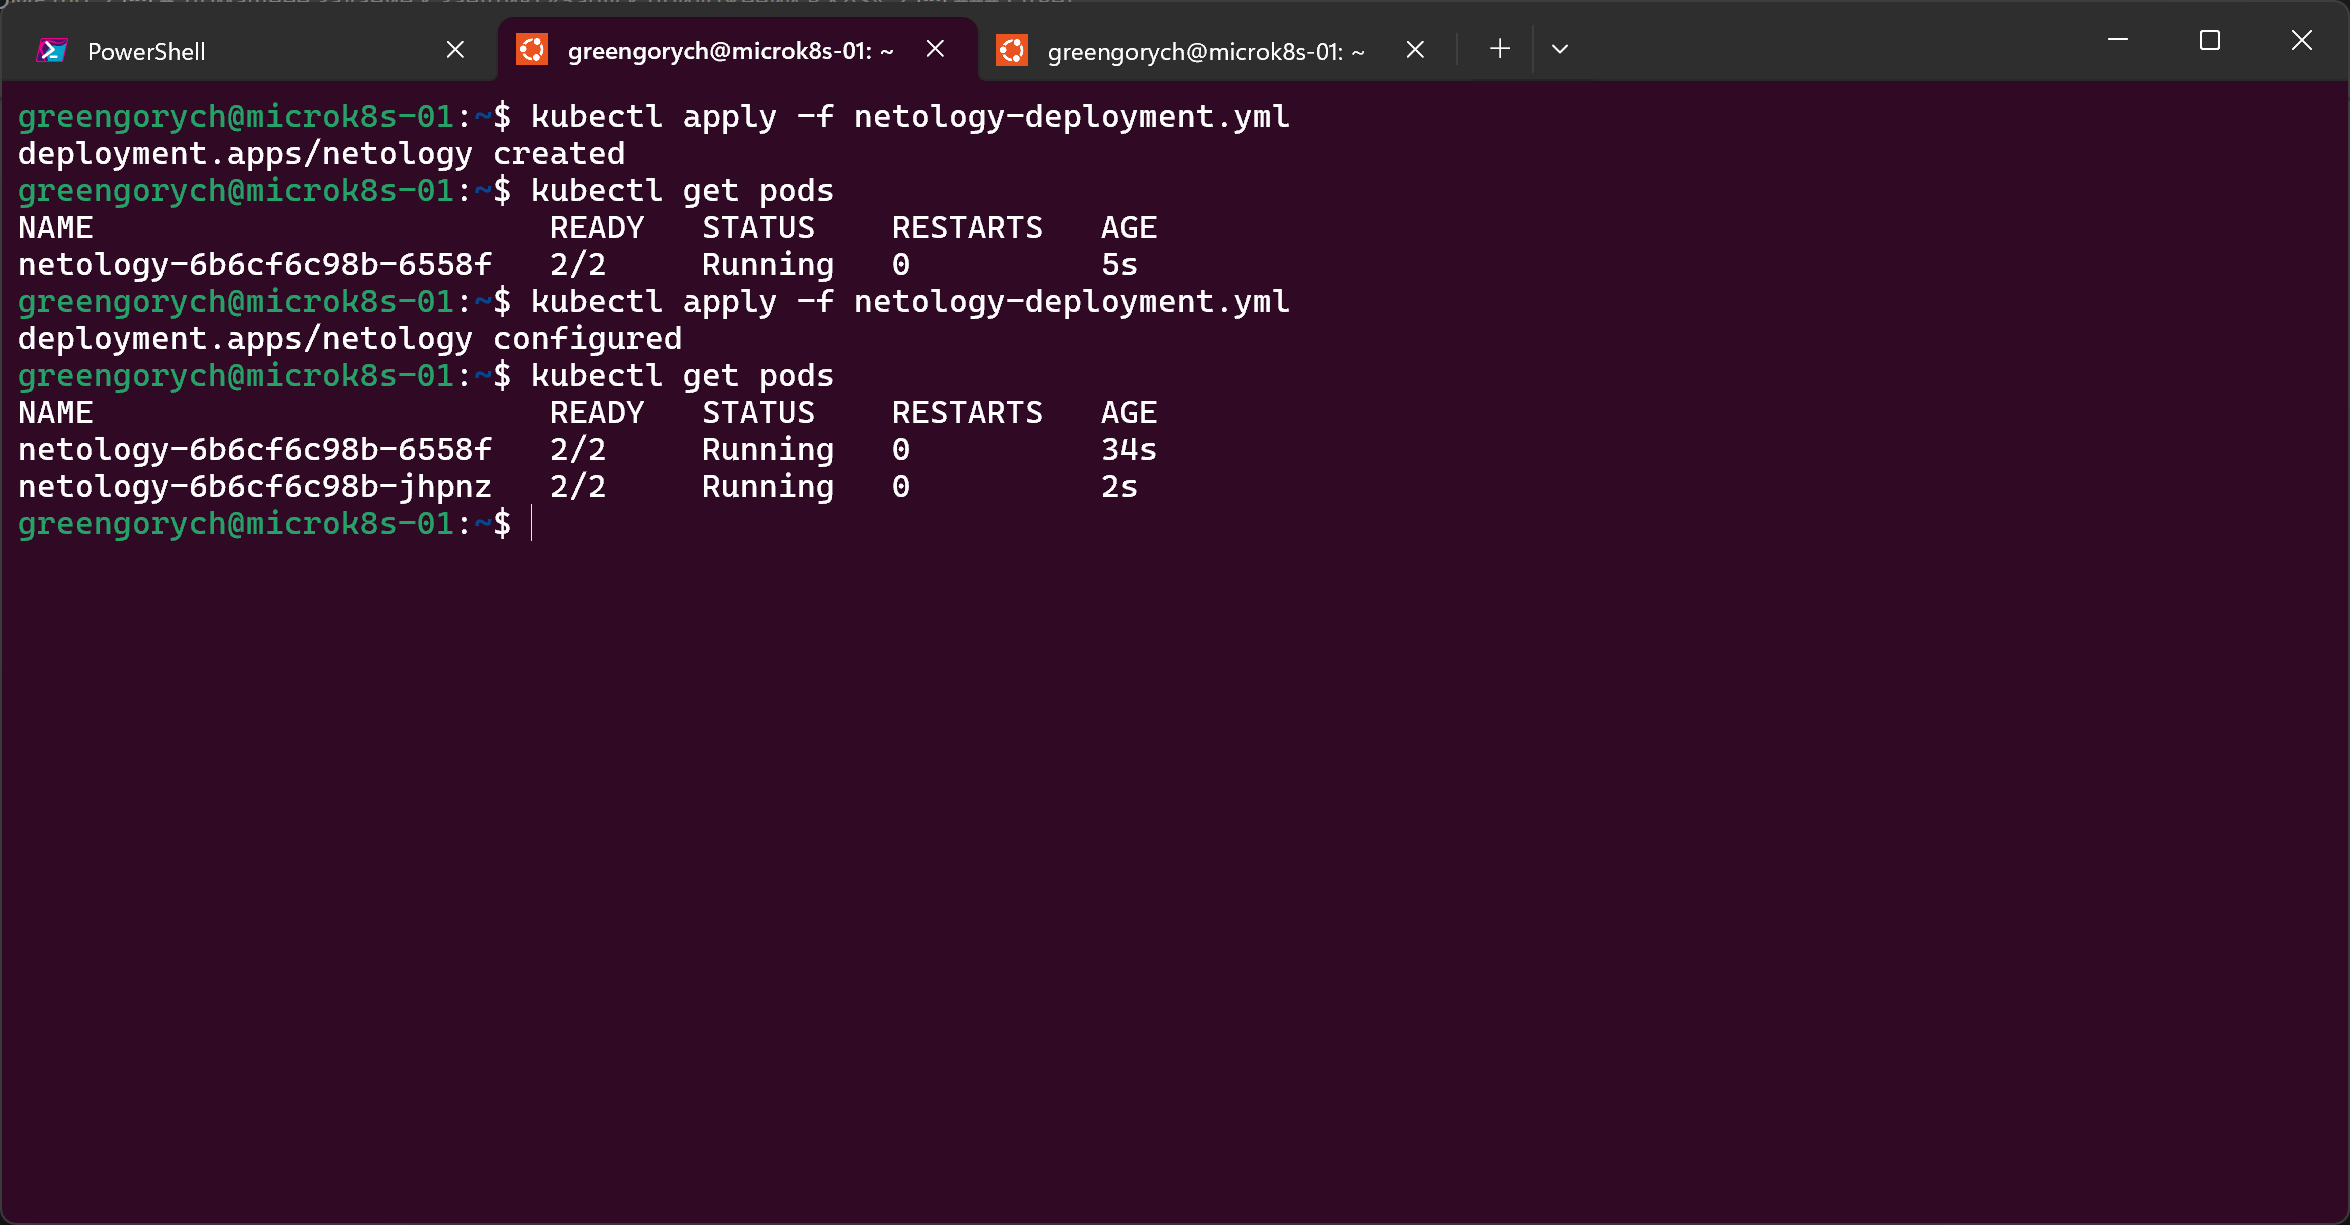 PowerShell
greengorych@microk8s-01: ~
greengorych@microk8s-01: ~
greengorych@microk8s-01:~$ kubectl apply -f netology-deployment.yml
deployment.apps/netology created
greengorych@microk8s-01:~$ kubectl get pods
NAME                        READY   STATUS    RESTARTS   AGE
netology-6b6cf6c98b-6558f   2/2     Running   0          5s
greengorych@microk8s-01:~$ kubectl apply -f netology-deployment.yml
deployment.apps/netology configured
greengorych@microk8s-01:~$ kubectl get pods
NAME                        READY   STATUS    RESTARTS   AGE
netology-6b6cf6c98b-6558f   2/2     Running   0          34s
netology-6b6cf6c98b-jhpnz   2/2     Running   0          2s
greengorych@microk8s-01:~$